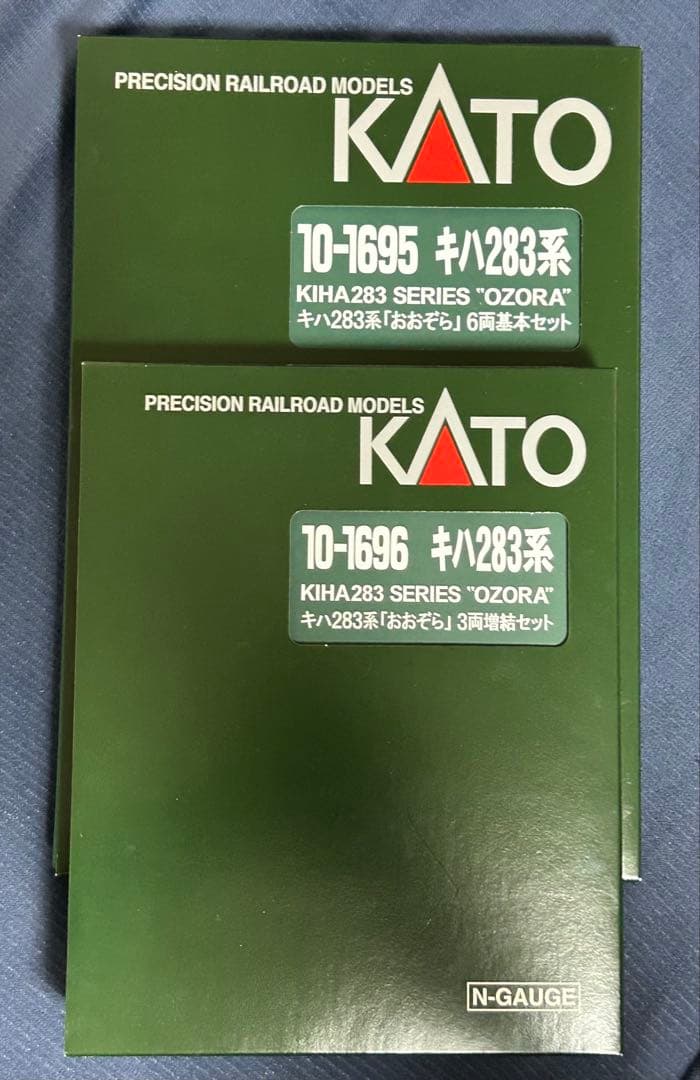 PRECISION RAILROAD MODELS
KATO
10-1695 キハ283系
KIHA283 SERIES "OZORA"
キハ283系「おおぞら」6両基本セット
PRECISION RAILROAD MODELS
KATO
10-1696 キハ283系
KIHA283 SERIES "OZORA"
キハ283系「おおぞら」3両増結セット
N-GAUGE